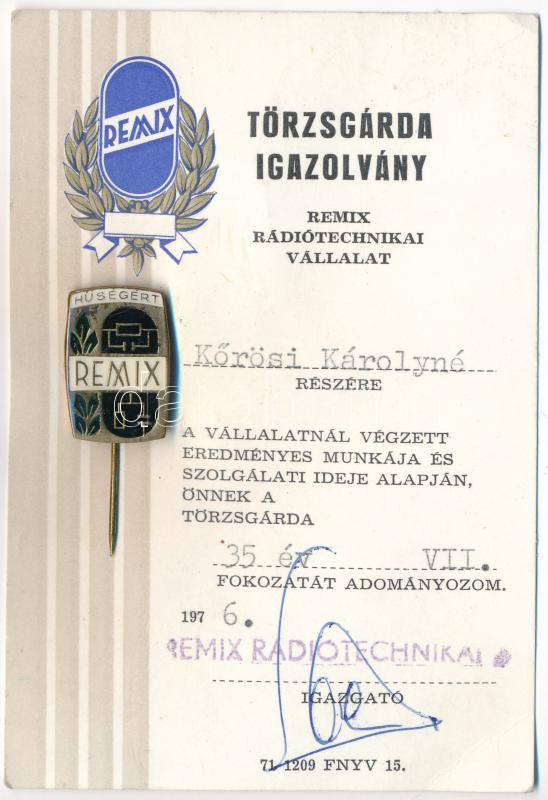 REMIX
TÖRZSGÁRDA
IGAZOLVÁNY
REMIX
RÁDIÓTECHNIKAI
VÁLLALAT
HŰSÉGÉRT
REMIX
Kőrösi Károlyné
RÉSZÉRE
A VÁLLALATNÁL VÉGZETT
EREDMÉNYES MUNKÁJA ÉS
SZOLGÁLATI IDEJE ALAPJÁN,
ÖNNEK A
TÖRZSGÁRDA
35 év VII.
FOKOZATÁT ADOMÁNYOZOM.
197 6.
REMIX RÁDIÓTECHNIKAI
IGAZGATÓ
71-1209 FNYV 15.